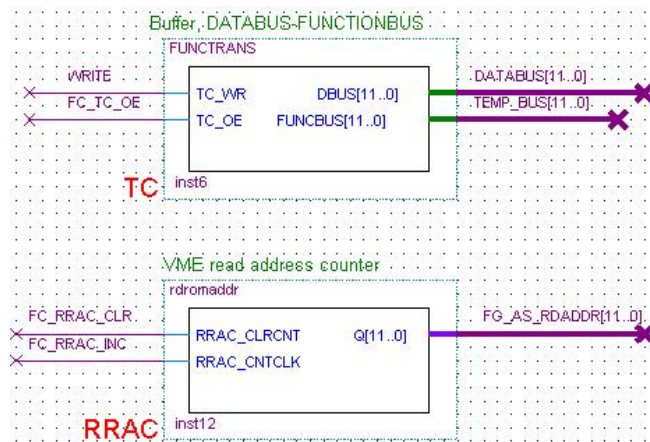 Buffer, DATABUS-FUNCTIONBUS
FUNCTRANS
WRITE
TC_WR
DBUS[11..0]
DATABUS[11..0]
FC_TC_OE
TC_OE
FUNCBUS[11..0]
TEMP_BUS[11..0]
TC
inst6
VME read address counter
rdromaddr
FC_RRAC_CLR
RRAC_CLRCNT
Q[11..0]
FG_AS_RDADDR[11..0]
FC_RRAC_INC
RRAC_CNTCLK
RRAC
inst12